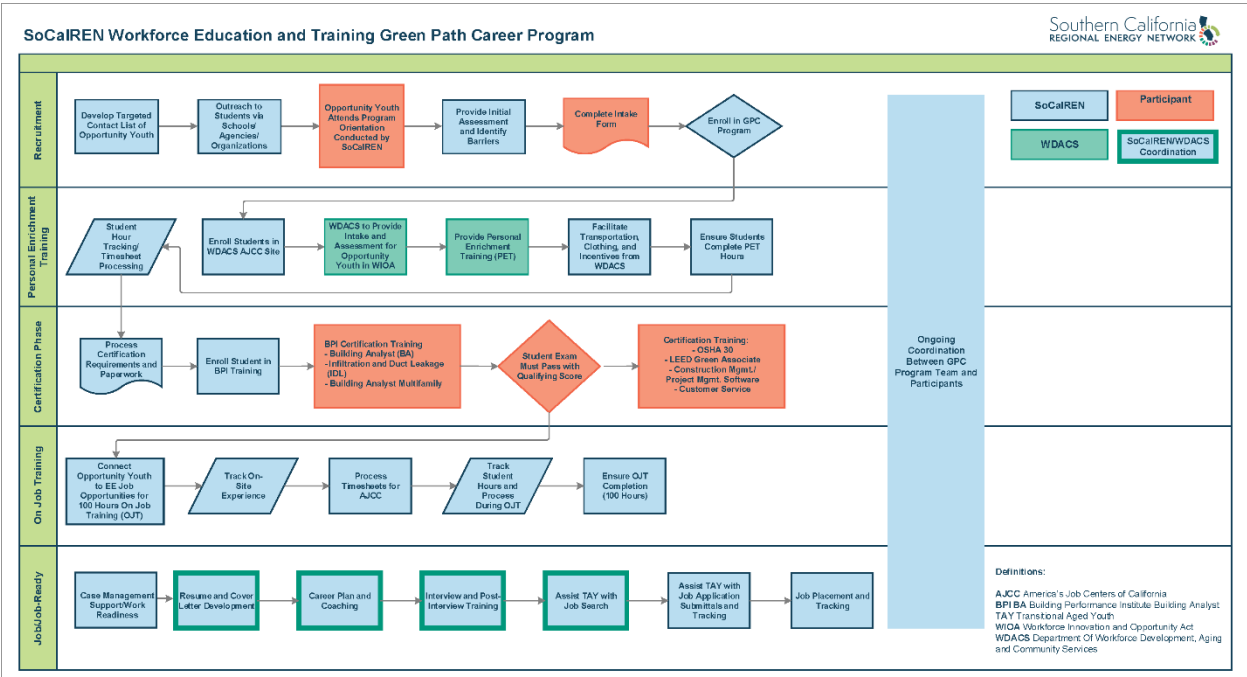 SoCalREN Workforce Education and Training Green Path Career Program
Southern California
REGIONAL ENERGY NETWORK
Recruitment
Develop Targeted
Contact List of
Opportunity Youth
Outreach to
Students via
Schools/
Agencies/
Organizations
Opportunity Youth
Attends Program
Orientation
Conducted by
SoCalREN
Provide Initial
Assessment
and Identify
Barriers
Complete Intake
Form
Enroll in GPC
Program
SoCalREN
Participant
WDACS
SoCalREN/WDACS
Coordination
Personal Enrichment
Training
Student
Hour
Tracking/
Timesheet
Processing
Enroll Students in
WDACS AJCC Site
WDACS to Provide
Intake and
Assessment for
Opportunity
Youth in WIOA
Provide Personal
Enrichment
Training (PET)
Facilitate
Transportation,
Clothing, and
Incentives from
WDACS
Ensure Students
Complete PET
Hours
Certification Phase
Process
Certification
Requirements and
Paperwork
Enroll Student in
BPI Training
BPI Certification Training
- Building Analyst (BA)
- Infiltration and Duct Leakage
(IDL)
- Building Analyst Multifamily
Student Exam
Must Pass with
Qualifying Score
Certification Training:
- OSHA 30
- LEED Green Associate
- Construction Mgmt./
Project Mgmt. Software
- Customer Service
Ongoing
Coordination
Between GPC
Program Team and
Participants
On Job Training
Connect
Opportunity Youth
to EE Job
Opportunities for
100 Hours On Job
Training (OJT)
Track On-
Site
Experience
Process
Timesheets for
AJCC
Track
Student
Hours and
Process
During OJT
Ensure OJT
Completion
(100 Hours)
Job/Job-Ready
Case Management
Support/Work
Readiness
Resume and Cover
Letter Development
Career Plan and
Coaching
Interview and Post-
Interview Training
Assist TAY with
Job Search
Assist TAY with
Job Application
Submittals and
Tracking
Job Placement and
Tracking
Definitions:
AJCC America's Job Centers of California
BPI BA Building Performance Institute Building Analyst
TAY Transitional Aged Youth
WIOA Workforce Innovation and Opportunity Act
WDACS Department Of Workforce Development, Aging
and Community Services